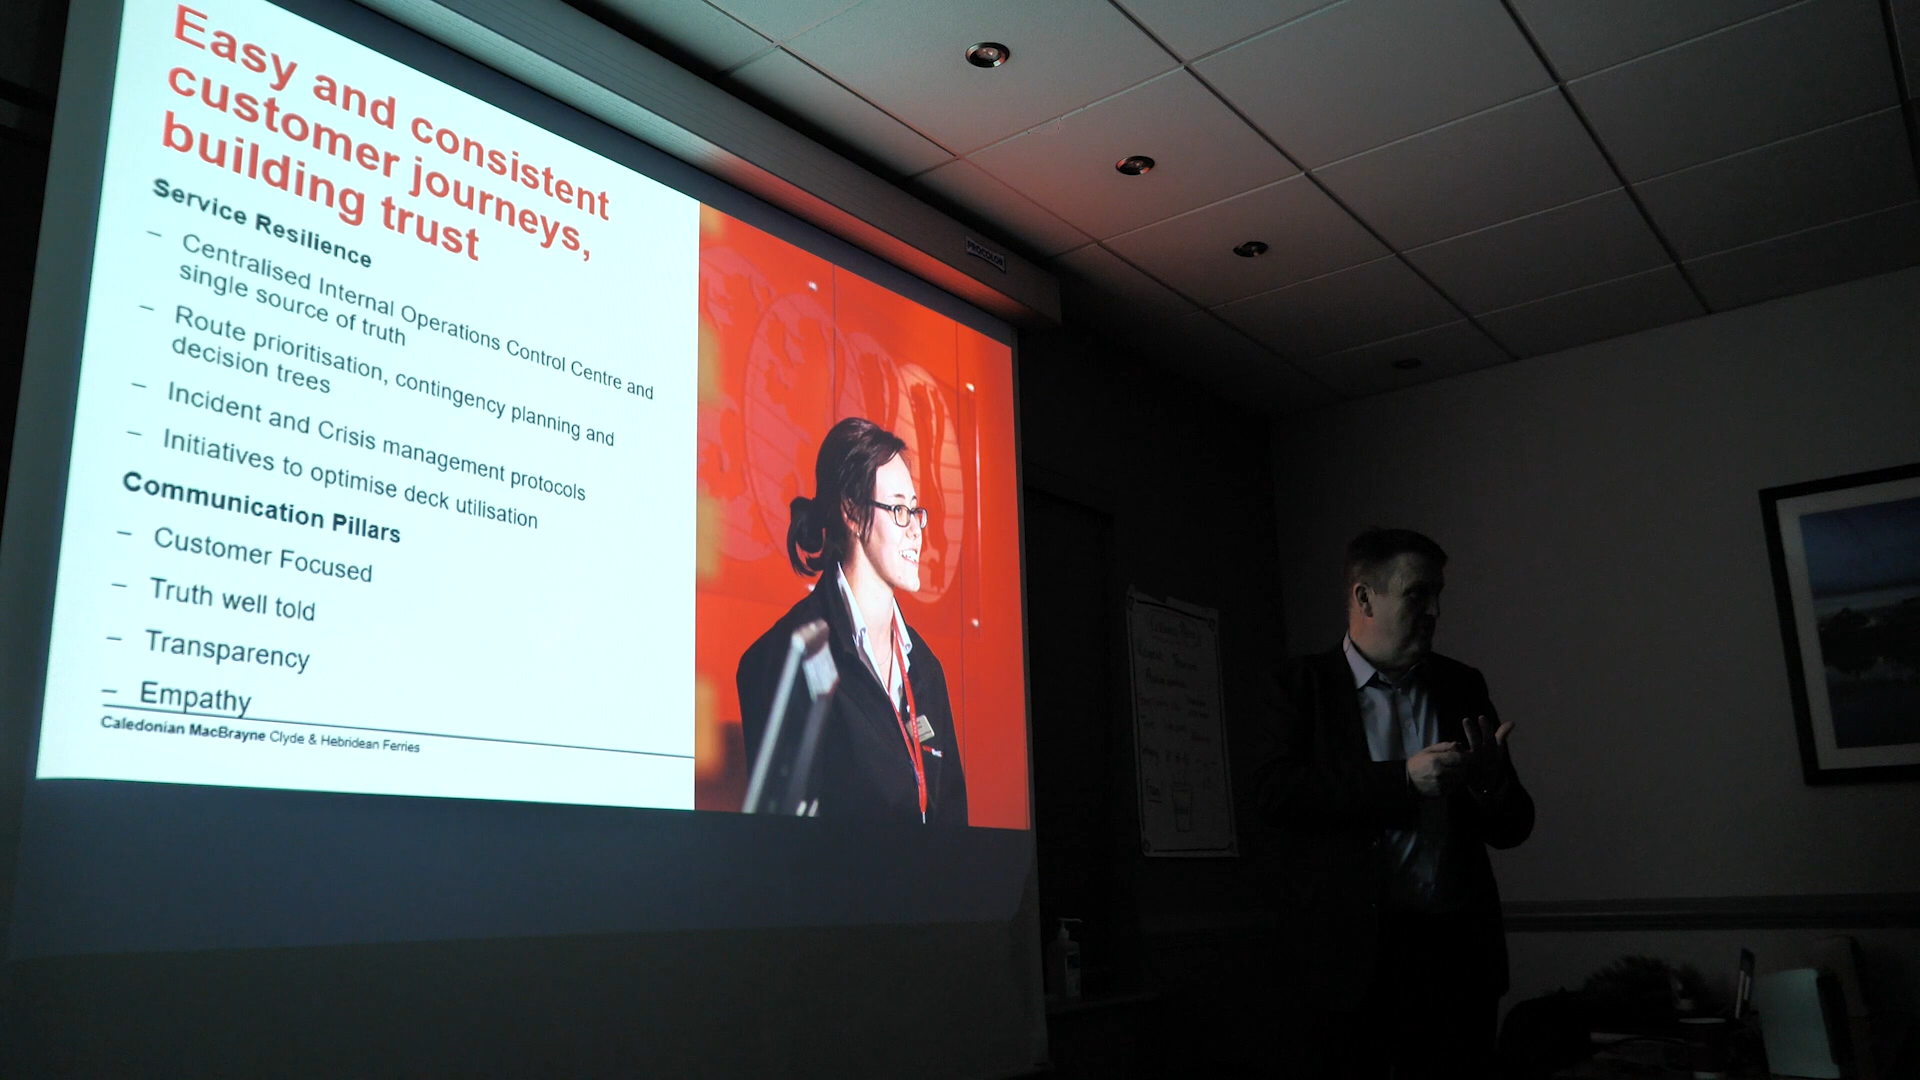 Easy and consistent
customer journeys,
building trust
Service Resilience
– Centralised Internal Operations Control Centre and
single source of truth
– Route prioritisation, contingency planning and
decision trees
– Incident and Crisis management protocols
– Initiatives to optimise deck utilisation
Communication Pillars
– Customer Focused
– Truth well told
– Transparency
– Empathy
Caledonian MacBrayne Clyde & Hebridean Ferries
PROCOLOR